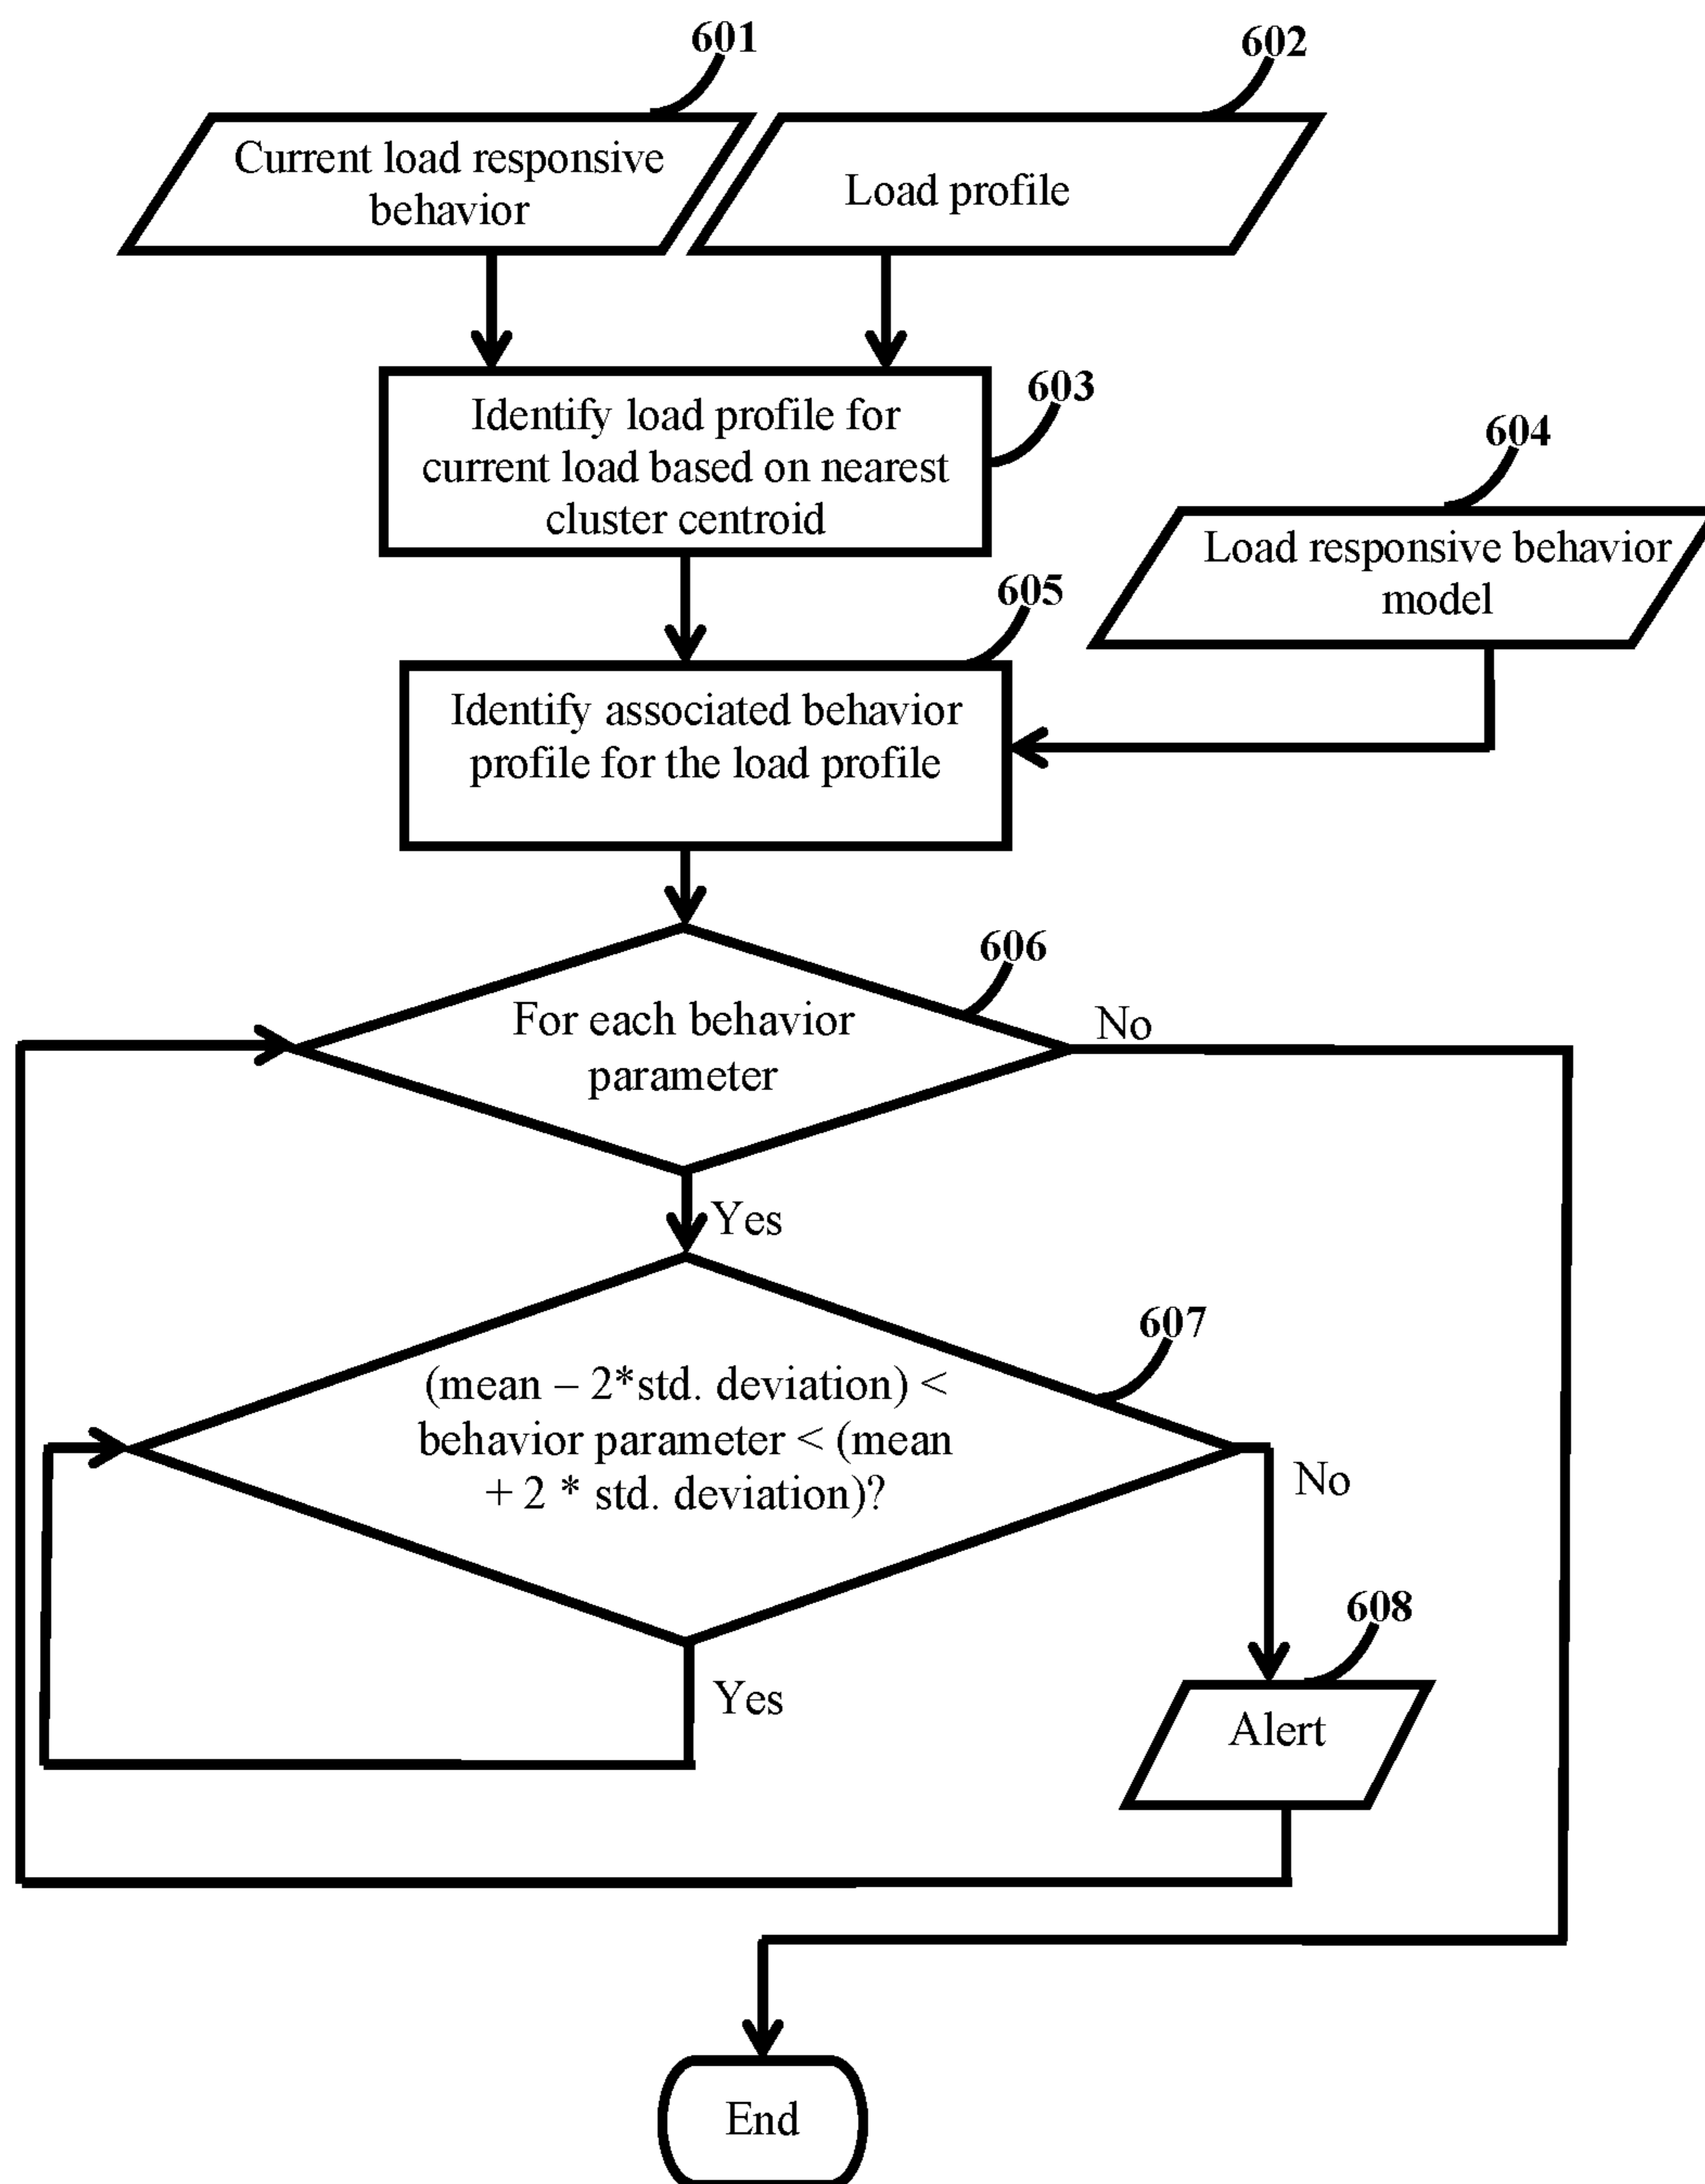 601
602
Current load responsive
behavior
Load profile
603
Identify load profile for
current load based on nearest
cluster centroid
604
Load responsive behavior
model
605
Identify associated behavior
profile for the load profile
606
For each behavior
parameter
No
Yes
607
(mean – 2*std. deviation) <
behavior parameter < (mean
+ 2 * std. deviation)?
No
Yes
608
Alert
End